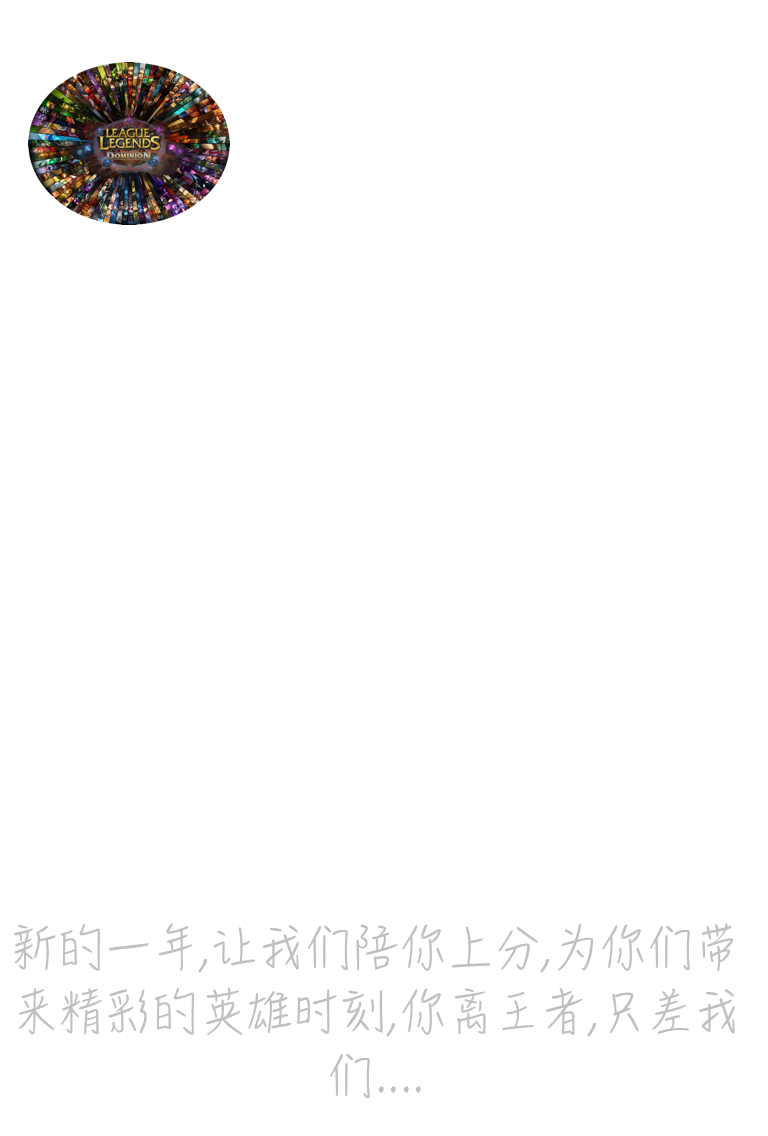 LEAGUE OF
LEGENDS
DOMINION
新的一年,让我们陪你上分,为你们带
来精彩的英雄时刻,你离王者,只差我
们....